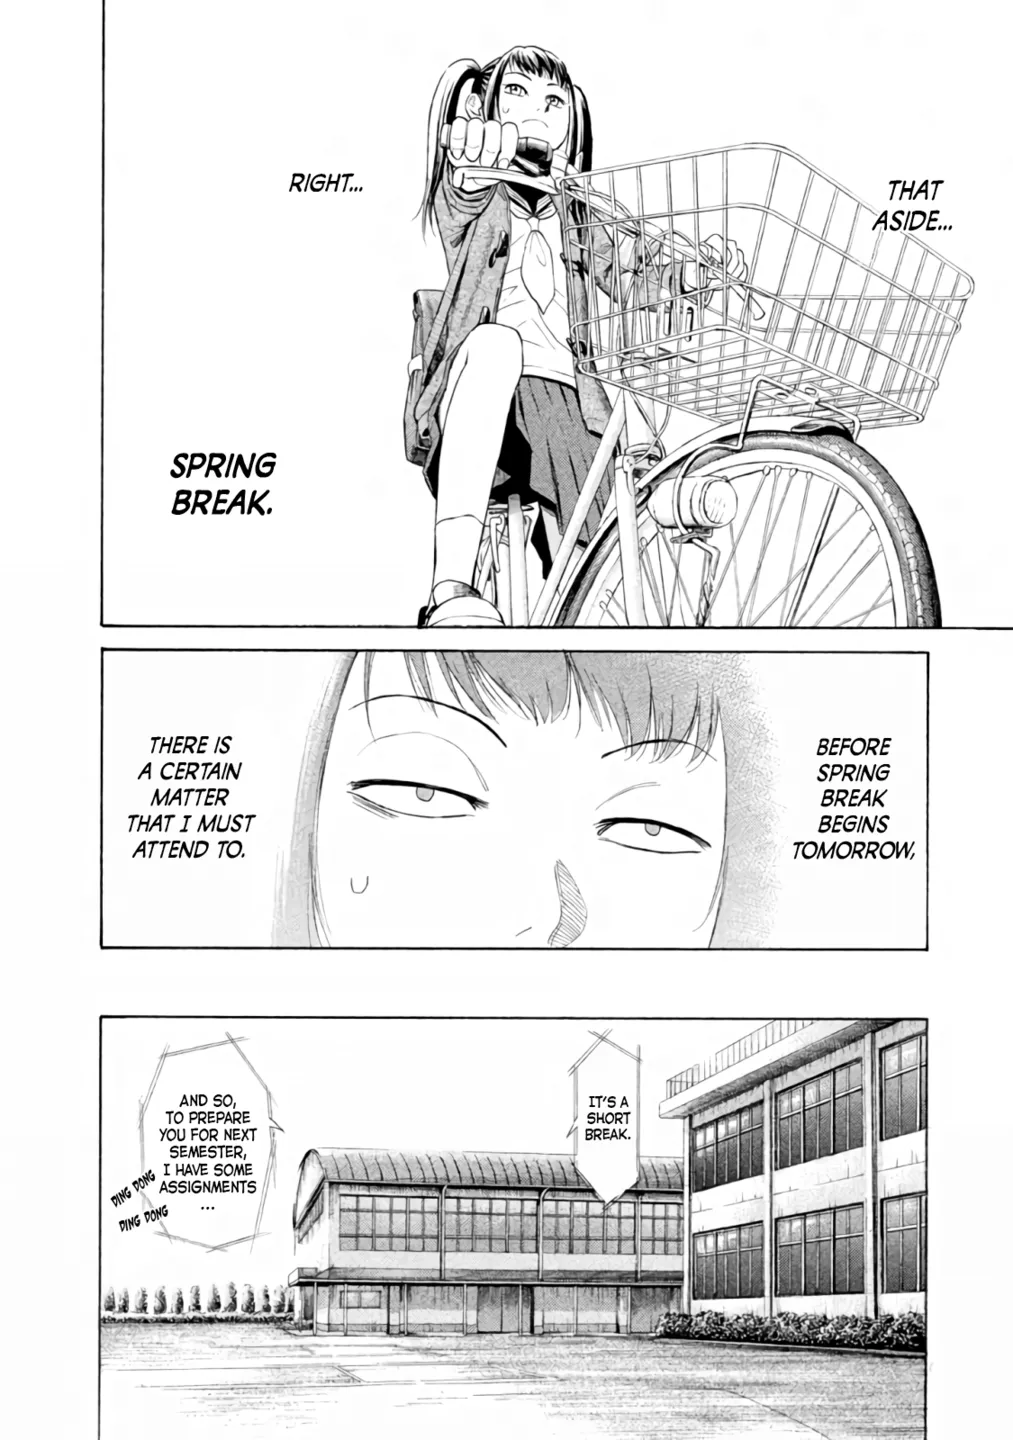 THAT
ASIDE...
RIGHT...
SPRING
BREAK.
BEFORE
SPRING
BREAK
BEGINS
TOMORROW,
THERE IS
A CERTAIN
MATTER
THAT I MUST
ATTEND TO.
IT'S A
SHORT
BREAK.
AND SO,
TO PREPARE
YOU FOR NEXT
SEMESTER,
I HAVE SOME
ASSIGNMENTS
...
DING DONG
DING DONG